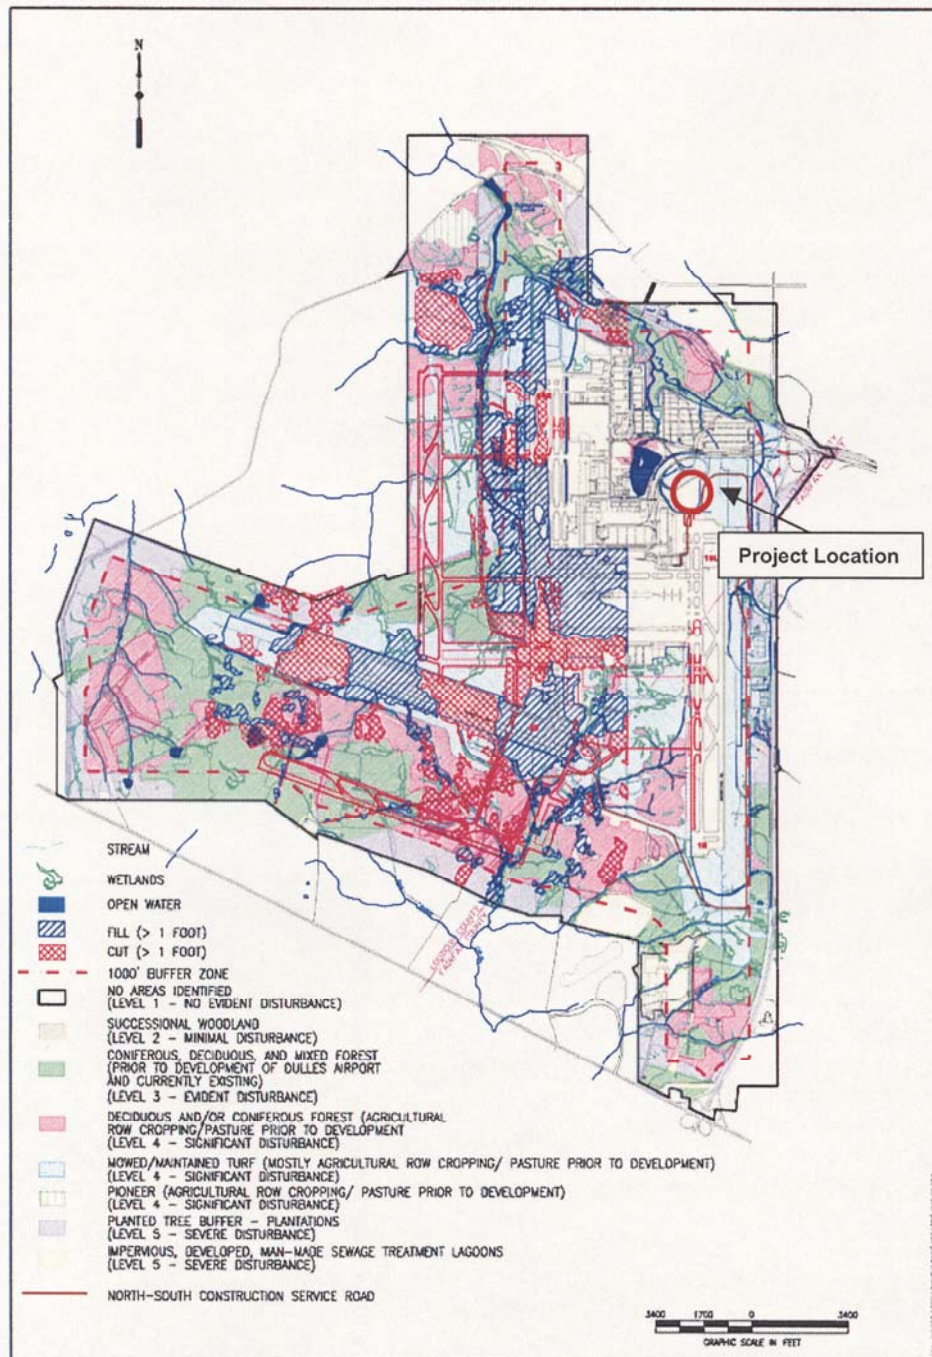 N
Project Location
19L
1R
LOUDOUN COUNTY
FAIRFAX COUNTY
STREAM
WETLANDS
OPEN WATER
FILL (> 1 FOOT)
CUT (> 1 FOOT)
1000' BUFFER ZONE
NO AREAS IDENTIFIED
(LEVEL 1 - NO EVIDENT DISTURBANCE)
SUCCESSIONAL WOODLAND
(LEVEL 2 - MINIMAL DISTURBANCE)
CONIFEROUS, DECIDUOUS, AND MIXED FOREST
(PRIOR TO DEVELOPMENT OF DULLES AIRPORT
AND CURRENTLY EXISTING)
(LEVEL 3 - EVIDENT DISTURBANCE)
DECIDUOUS AND/OR CONIFEROUS FOREST (AGRICULTURAL
ROW CROPPING/PASTURE PRIOR TO DEVELOPMENT
(LEVEL 4 - SIGNIFICANT DISTURBANCE)
MOWED/MAINTAINED TURF (MOSTLY AGRICULTURAL ROW CROPPING/ PASTURE PRIOR TO DEVELOPMENT)
(LEVEL 4 - SIGNIFICANT DISTURBANCE)
PIONEER (AGRICULTURAL ROW CROPPING/ PASTURE PRIOR TO DEVELOPMENT)
(LEVEL 4 - SIGNIFICANT DISTURBANCE)
PLANTED TREE BUFFER - PLANTATIONS
(LEVEL 5 - SEVERE DISTURBANCE)
IMPERVIOUS, DEVELOPED, MAN-MADE SEWAGE TREATMENT LAGOONS
(LEVEL 5 - SEVERE DISTURBANCE)
NORTH-SOUTH CONSTRUCTION SERVICE ROAD
3400 1700 0 3400
GRAPHIC SCALE IN FEET